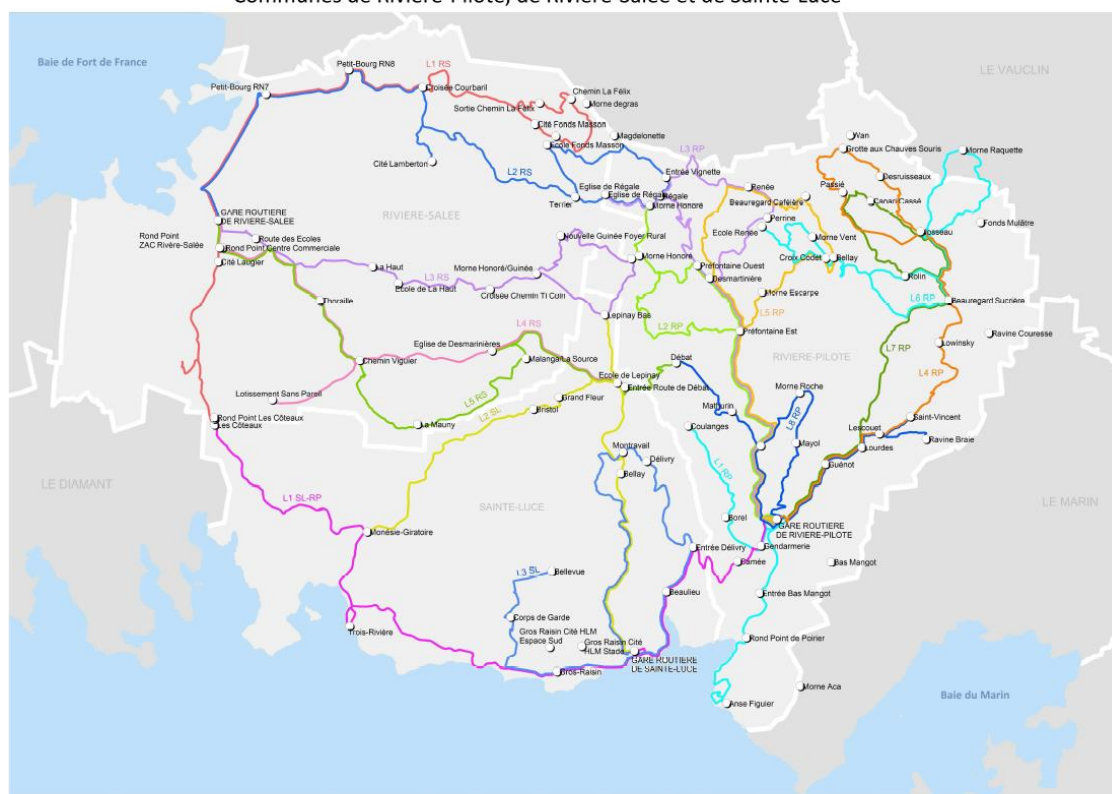 Communes de Rivière-Pilote, de Rivière-Salée et de Sainte-Luce
Baie de Fort de France
LE VAUCLIN
Petit-Bourg RN8
L1 RS
Petit-Bourg RN7
Croisée Courbaril
Chemin La Félix
Sortie Chemin La Félix
Morne degras
Cité Fonds Masson
Magdelonette
Ecole Fonds Masson
Wan
Grotte aux Chauves Souris
Morne Raquette
L3 RP
Cité Lamberton
L2 RS
Entrée Vignette
Desruisseaux
Renée
Passié
Eglise de Régale
Eglise de Régale
Régale
Terrier
Morne Honoré
Beauregard Caféière
Canari Cassé
RIVIERE-SALEE
GARE ROUTIERE
DE RIVIERE-SALEE
Perrine
Ecole Renée
Fonds Mulâtre
Josseau
Rond Point
ZAC Rivière-Salée
Route des Ecoles
Rond Point Centre Commerciale
Nouvelle Guinée Foyer Rural
Morne Vent
Cité Laugier
La Haut
Morne Honoré/Guinée
Morne Honoré
Croix Codet
Bellay
Préfontaine Ouest
L3 RS
Ecole de La Haut
Desmartinière
Rolin
Croisée Chemin Ti Coin
Morne Escarpe
L6 RP
Beauregard Sucrière
Thoraille
Lepinay Bas
L5 RP
L4 RS
L2 RP
Préfontaine Est
Ravine Couresse
Lowinsky
Eglise de Desmarinières
L7 RP
Chemin Viguier
Malanga/La Source
Débat
RIVIERE-PILOTE
L4 RP
Ecole de Lepinay
Entrée Route de Débat
Morne Roche
Lotissement Sans Pareil
L5 RS
Grand Fleur
L2 SL
Bristol
Mathurin
L8 RP
Saint-Vincent
Rond Point Les Côteaux
Les Côteaux
La Mauny
Coulanges
Lescouet
Ravine Braie
Mayol
Lourdes
Montravail
Délivry
L1 RP
Guénot
LE DIAMANT
Bellay
L1 SL-RP
LE MARIN
SAINTE-LUCE
Borel
GARE ROUTIERE
DE RIVIERE-PILOTE
Monésie-Giratoire
Entrée Délivry
Gendarmerie
Bas Mangot
L3 SL
Bellevue
Beaulieu
Entrée Bas Mangot
Corps de Garde
Trois-Rivière
Gros Raisin Cité HLM
Espace Sud
Gros Raisin Cité
HLM Stade
Rond Point de Poirier
GARE ROUTIERE
DE SAINTE-LUCE
Gros-Raisin
Morne Aca
Baie du Marin
Anse Figuier